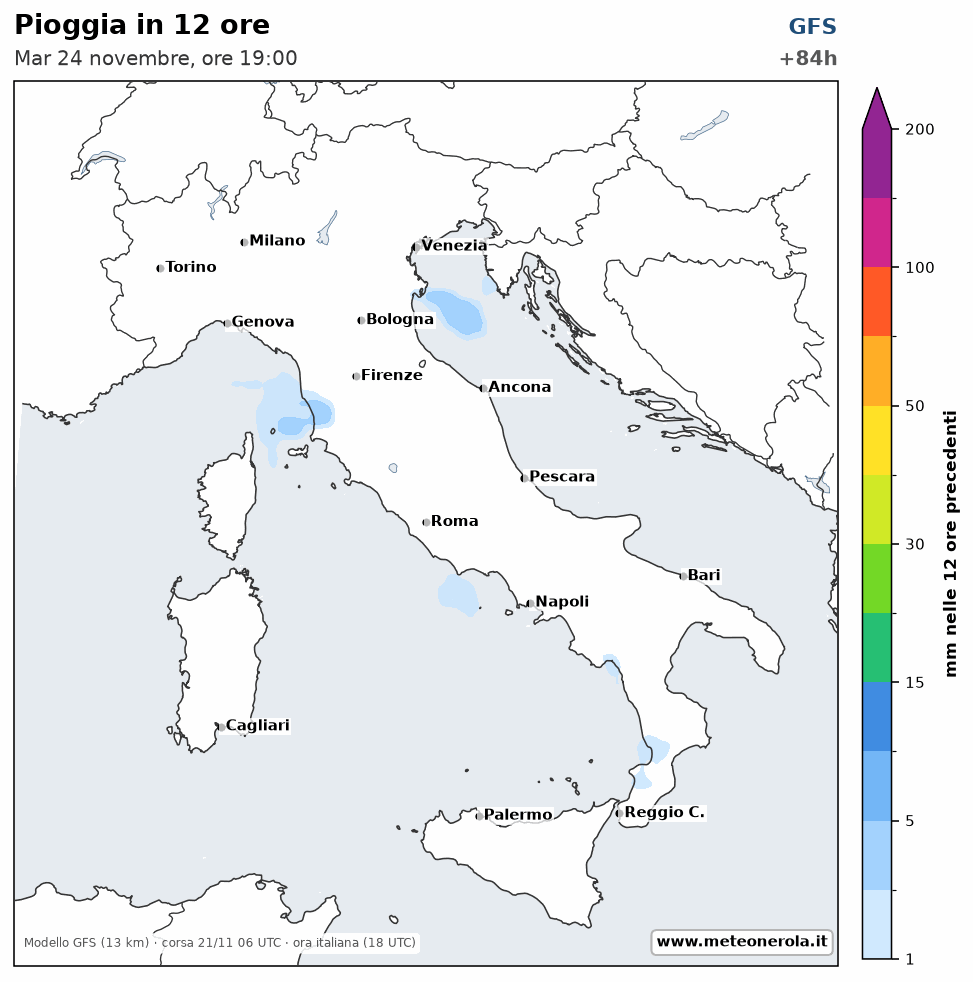 Pioggia in 12 ore
GFS
Mar 24 novembre, ore 19:00
+84h
Milano
Venezia
Torino
Genova
Bologna
Firenze
Ancona
Pescara
Roma
Bari
Napoli
Cagliari
Palermo
Reggio C.
200
100
50
30
15
5
1
mm nelle 12 ore precedenti
Modello GFS (13 km) · corsa 21/11 06 UTC · ora italiana (18 UTC)
www.meteonerola.it